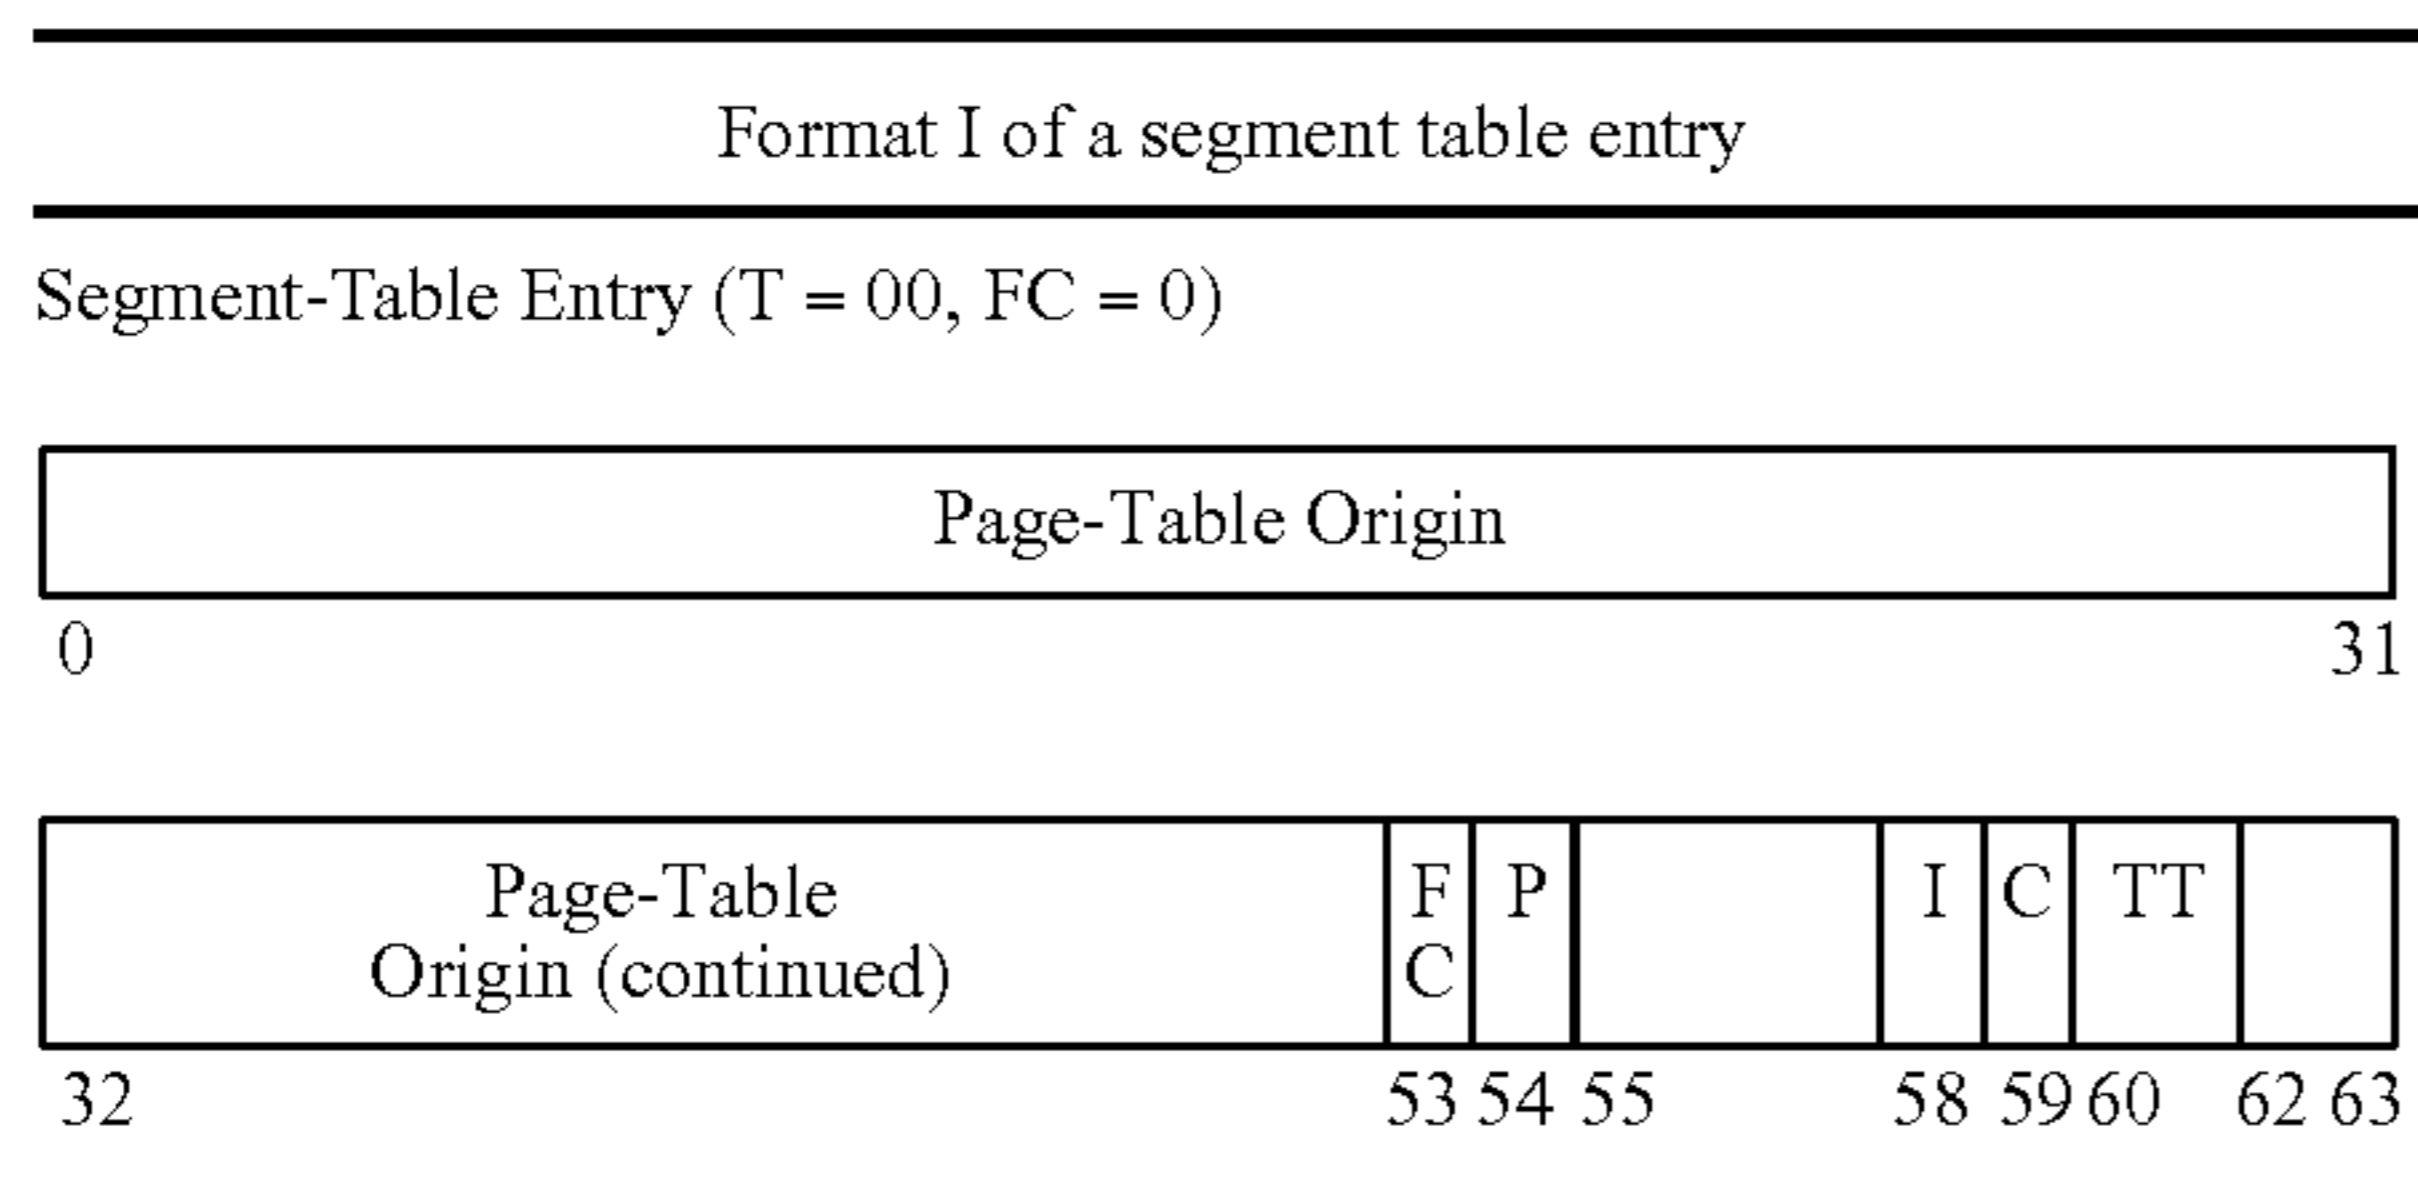 Format I of a segment table entry
Segment-Table Entry (T = 00, FC = 0)
Page-Table Origin
0 31
Page-Table F P I C TT
Origin (continued) C
32 53 54 55 58 59 60 62 63